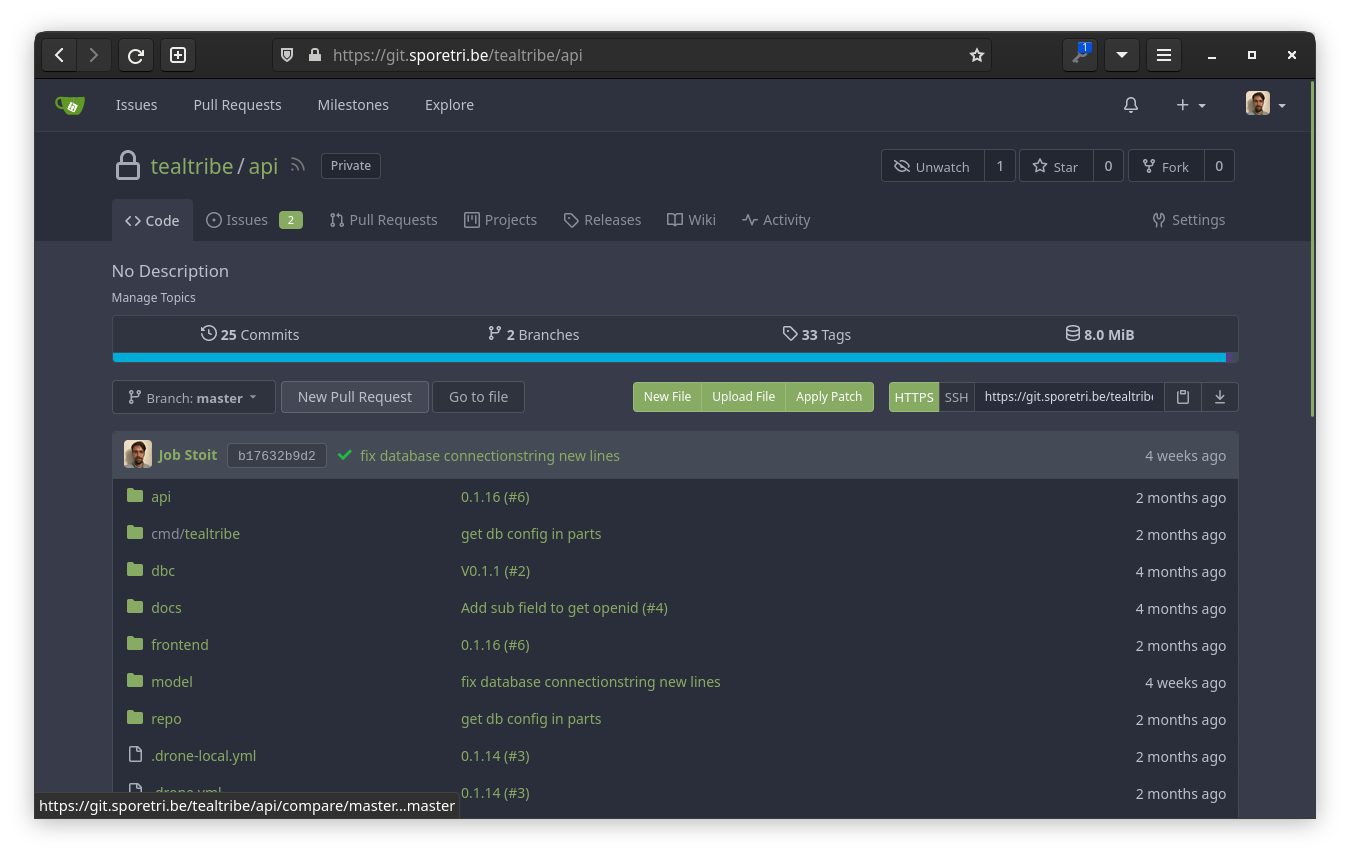 https://git.sporetri.be/tealtribe/api
1
Issues Pull Requests Milestones Explore
tealtribe / api Private Unwatch 1 Star 0 Fork 0
Code Issues 2 Pull Requests Projects Releases Wiki Activity Settings
No Description
Manage Topics
25 Commits 2 Branches 33 Tags 8.0 MiB
Branch: master New Pull Request Go to file New File Upload File Apply Patch HTTPS SSH https://git.sporetri.be/tealtribe
Job Stoit b17632b9d2 fix database connectionstring new lines 4 weeks ago
api 0.1.16 (#6) 2 months ago
cmd/tealtribe get db config in parts 2 months ago
dbc V0.1.1 (#2) 4 months ago
docs Add sub field to get openid (#4) 4 months ago
frontend 0.1.16 (#6) 2 months ago
model fix database connectionstring new lines 4 weeks ago
repo get db config in parts 2 months ago
.drone-local.yml 0.1.14 (#3) 2 months ago
.drone.yml 0.1.14 (#3) 2 months ago
https://git.sporetri.be/tealtribe/api/compare/master...master